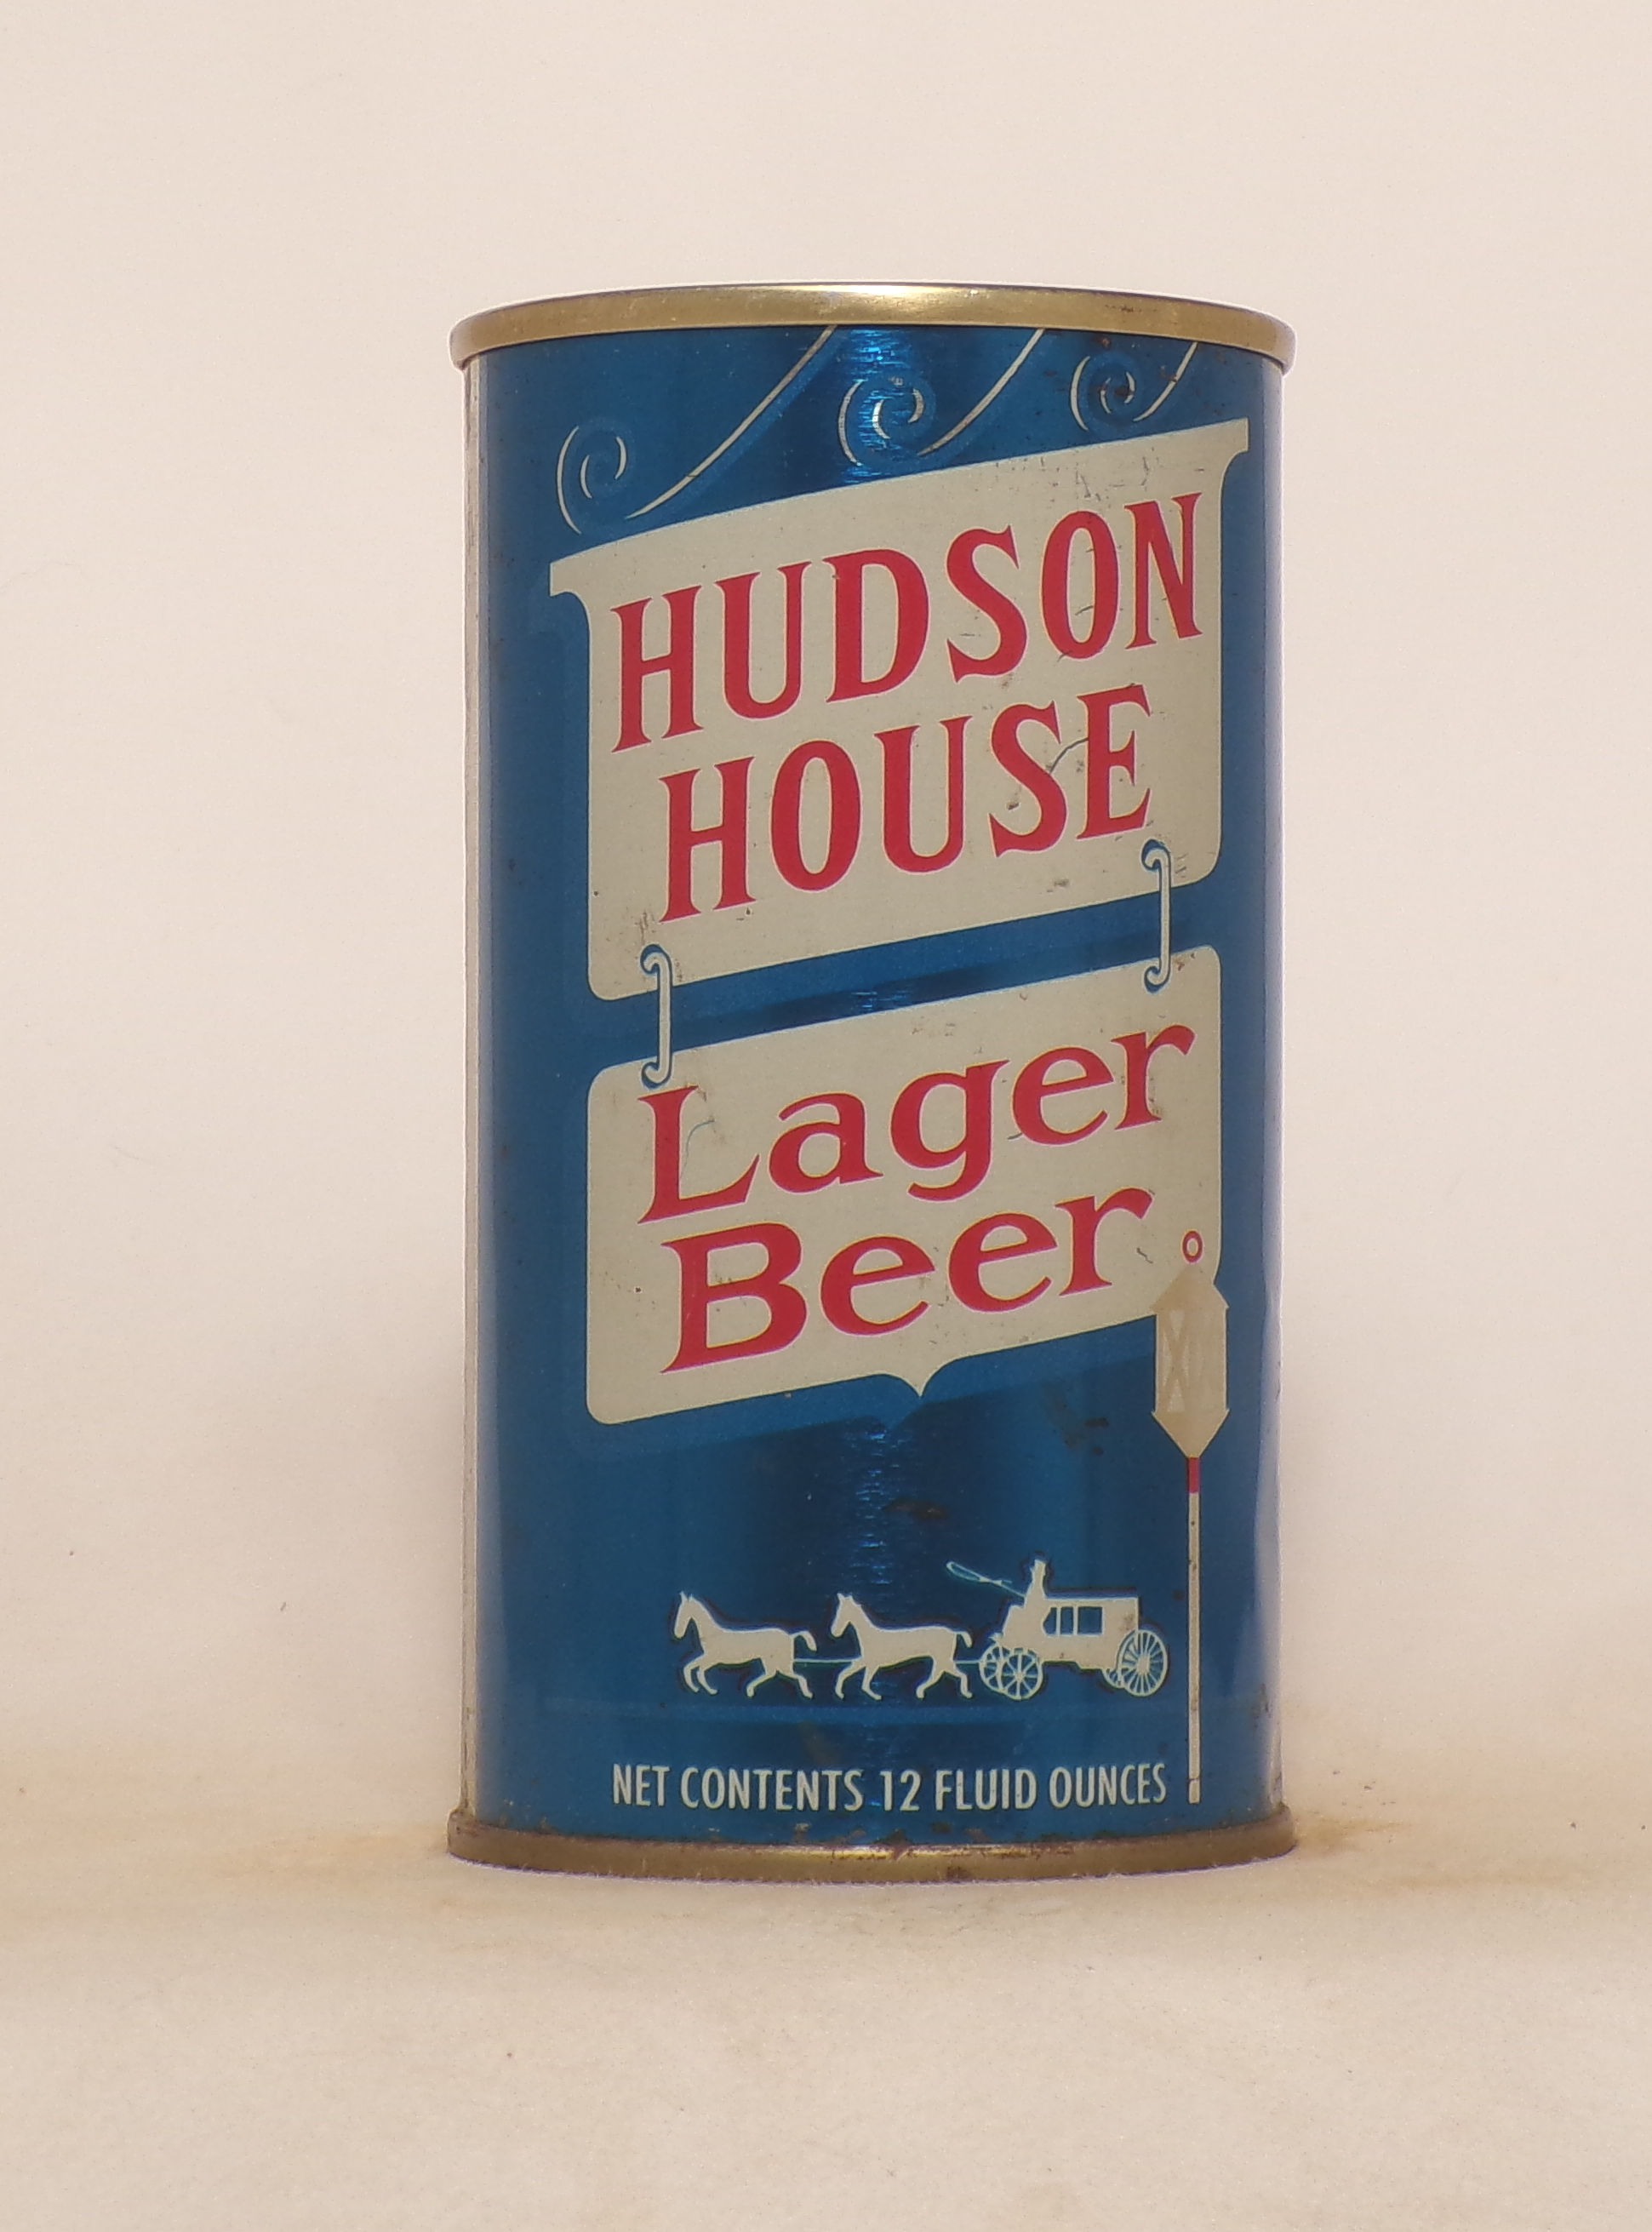 HUDSON
HOUSE
Lager
Beer
NET CONTENTS 12 FLUID OUNCES